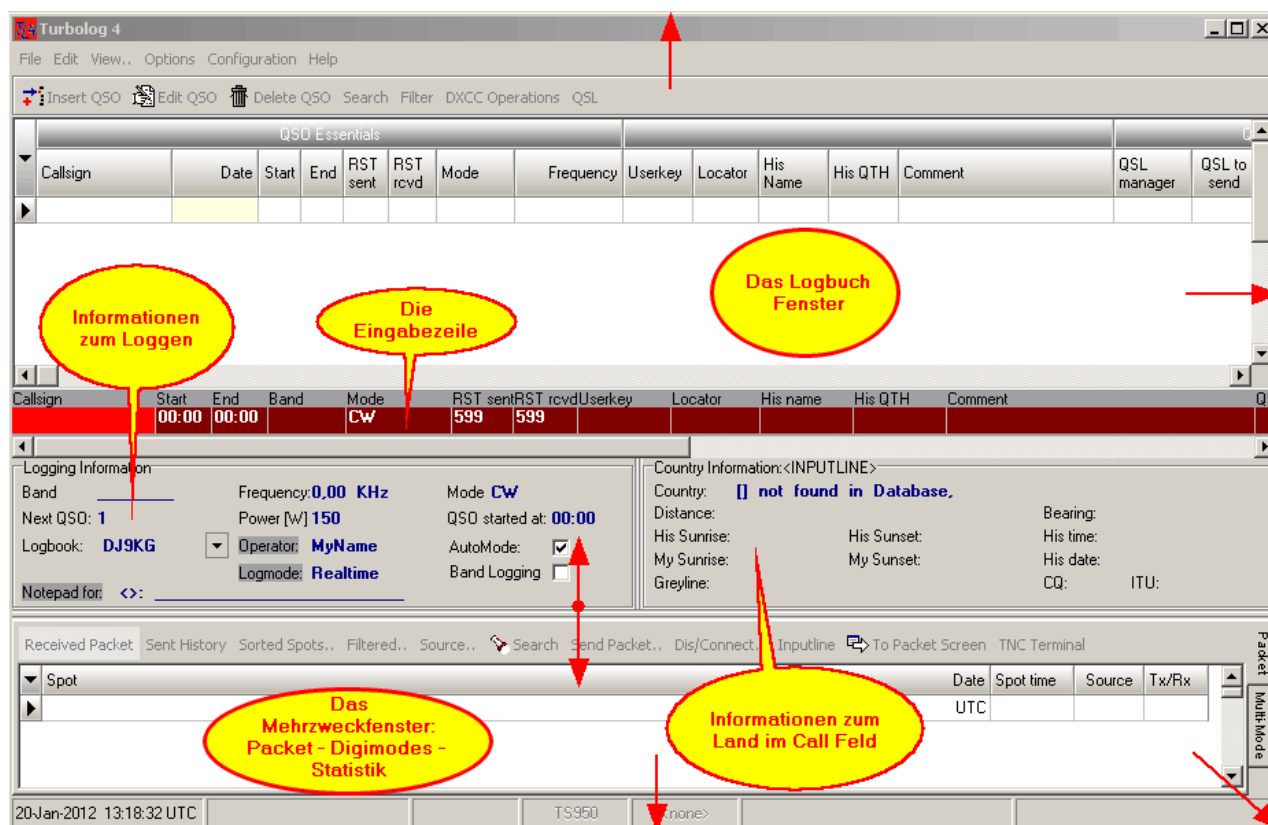 Turbolog 4
File Edit View.. Options Configuration Help
Insert QSO Edit QSO Delete QSO Search Filter DXCC Operations QSL
QSO Essentials
Callsign Date Start End RST sent RST rcvd Mode Frequency Userkey Locator His Name His QTH Comment QSL manager QSL to send
Das Logbuch
Fenster
Informationen
zum Loggen
Die
Eingabezeile
Callsign Start End Band Mode RST sent RST rcvd Userkey Locator His name His QTH Comment Q
00:00 00:00 CW 599 599
Logging Information
Band Frequency: 0,00 KHz Mode CW
Next QSO: 1 Power [W] 150 QSO started at: 00:00
Logbook: DJ9KG Operator: MyName AutoMode:
Logmode: Realtime Band Logging
Notepad for: <>:
Country Information:<INPUTLINE>
Country: [] not found in Database,
Distance: Bearing:
His Sunrise: His Sunset: His time:
My Sunrise: My Sunset: His date:
Greyline: CQ: ITU:
Received Packet Sent History Sorted Spots.. Filtered.. Source.. Search Send Packet.. Dis/Connect. Inputline To Packet Screen TNC Terminal
Packet
Multi-Mode
Spot Date Spot time Source Tx/Rx
UTC
Das
Mehrzweckfenster:
Packet - Digimodes -
Statistik
Informationen zum
Land im Call Feld
20-Jan-2012 13:18:32 UTC TS950 <none>